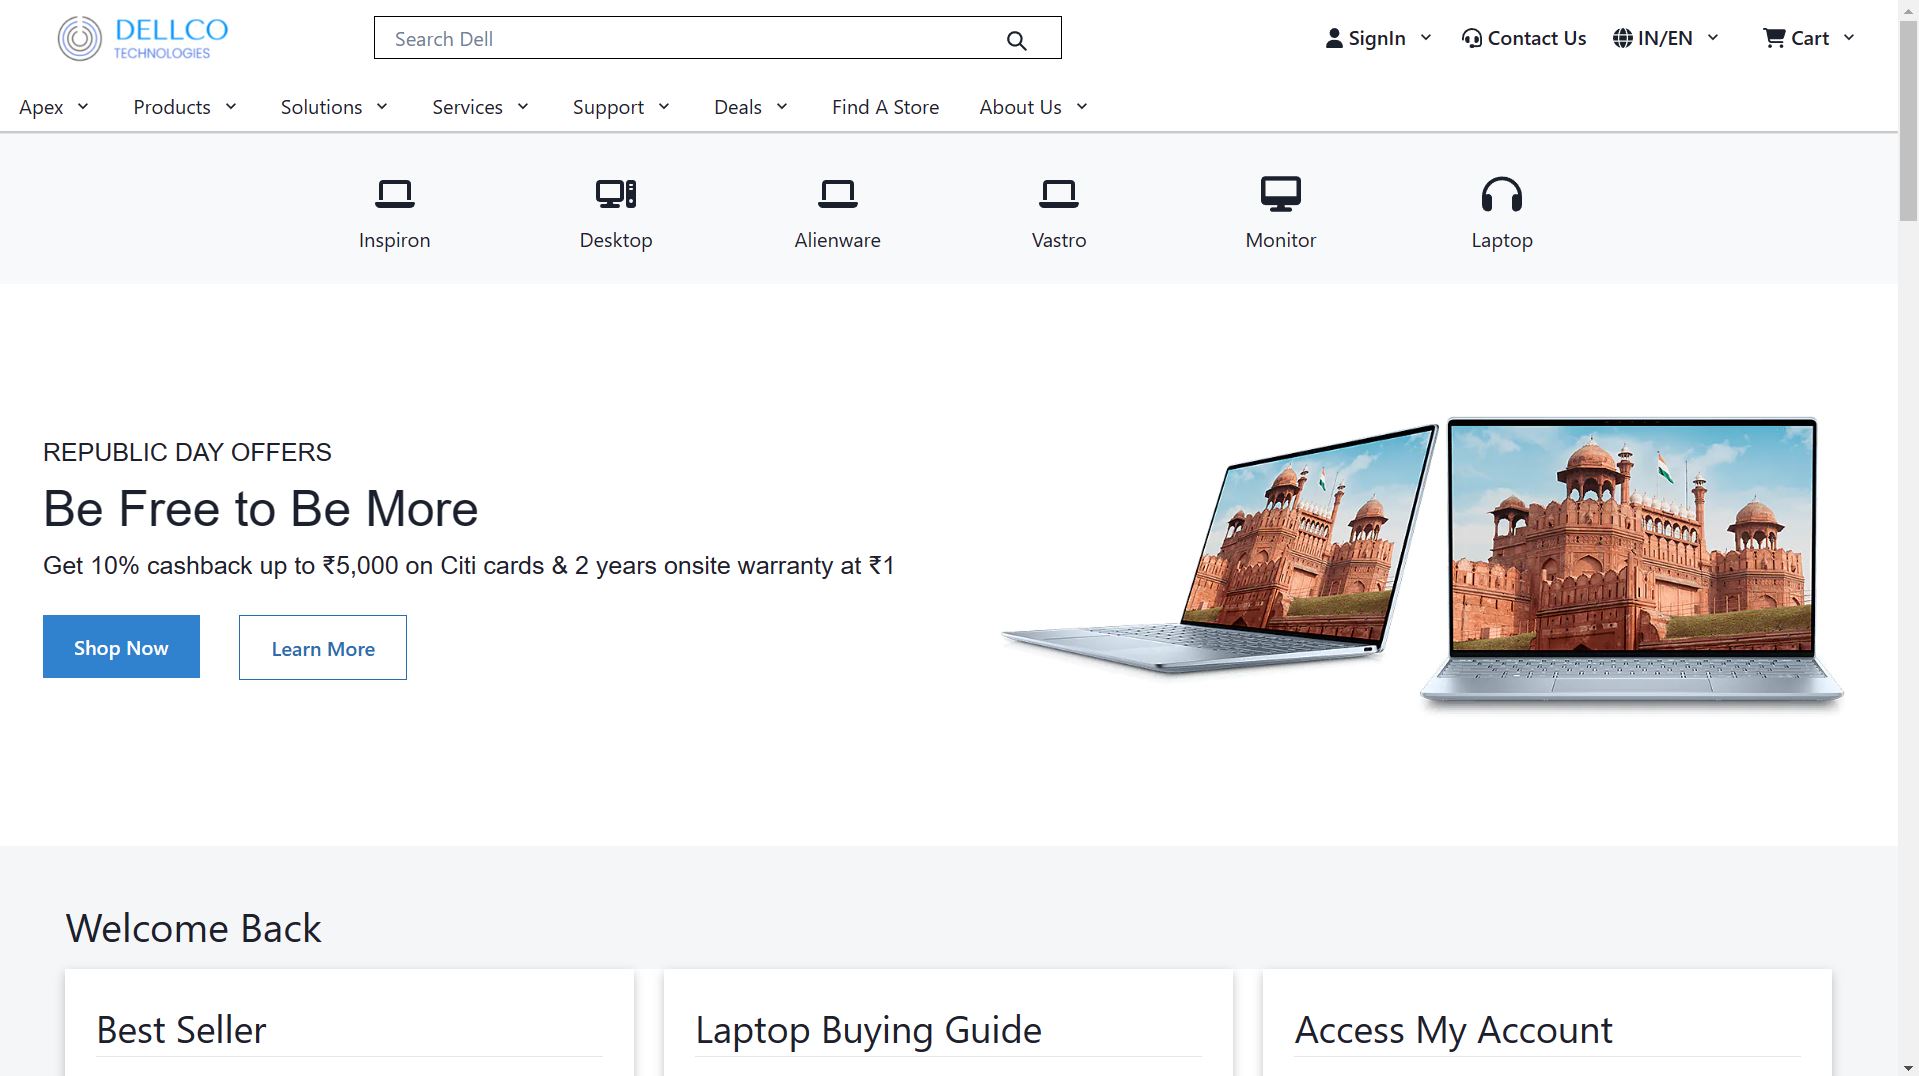 DELLCO
TECHNOLOGIES
Search Dell
SignIn
Contact Us
IN/EN
Cart
Apex
Products
Solutions
Services
Support
Deals
Find A Store
About Us
Inspiron
Desktop
Alienware
Vastro
Monitor
Laptop
REPUBLIC DAY OFFERS
Be Free to Be More
Get 10% cashback up to ₹5,000 on Citi cards & 2 years onsite warranty at ₹1
Shop Now
Learn More
Welcome Back
Best Seller
Laptop Buying Guide
Access My Account